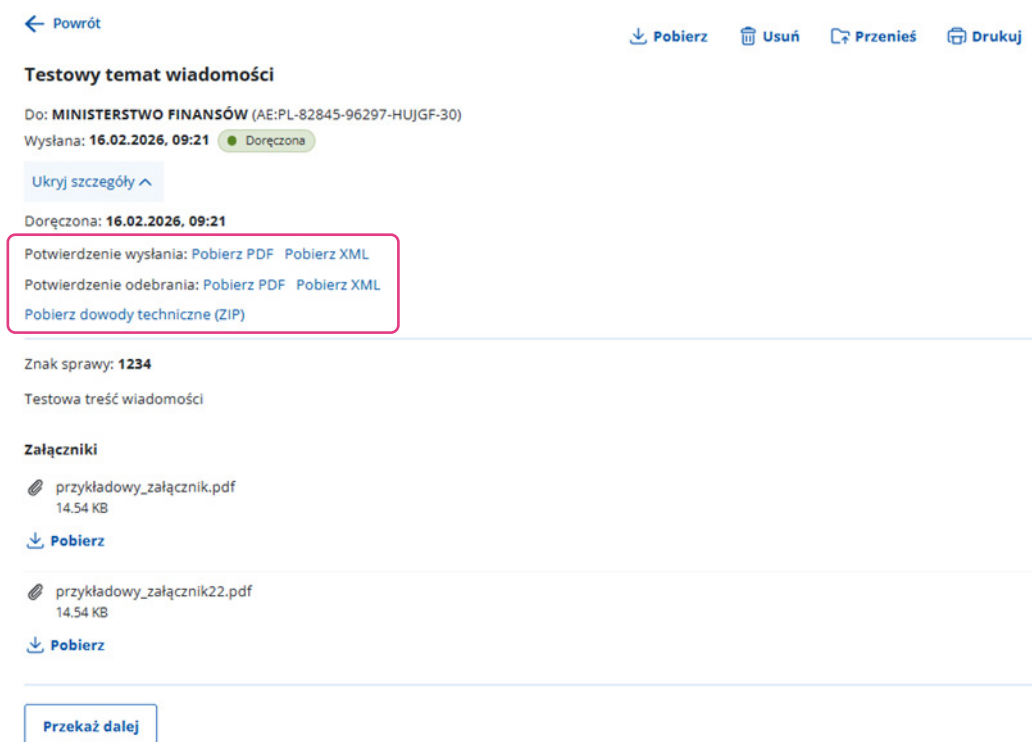 Powrót
Pobierz Usuń Przenieś Drukuj
Testowy temat wiadomości
Do: MINISTERSTWO FINANSÓW (AE:PL-82845-96297-HUJGF-30)
Wysłana: 16.02.2026, 09:21 Doręczona
Ukryj szczegóły
Doręczona: 16.02.2026, 09:21
Potwierdzenie wysłania: Pobierz PDF Pobierz XML
Potwierdzenie odebrania: Pobierz PDF Pobierz XML
Pobierz dowody techniczne (ZIP)
Znak sprawy: 1234
Testowa treść wiadomości
Załączniki
przykładowy_załącznik.pdf
14.54 KB
Pobierz
przykładowy_załącznik22.pdf
14.54 KB
Pobierz
Przekaż dalej